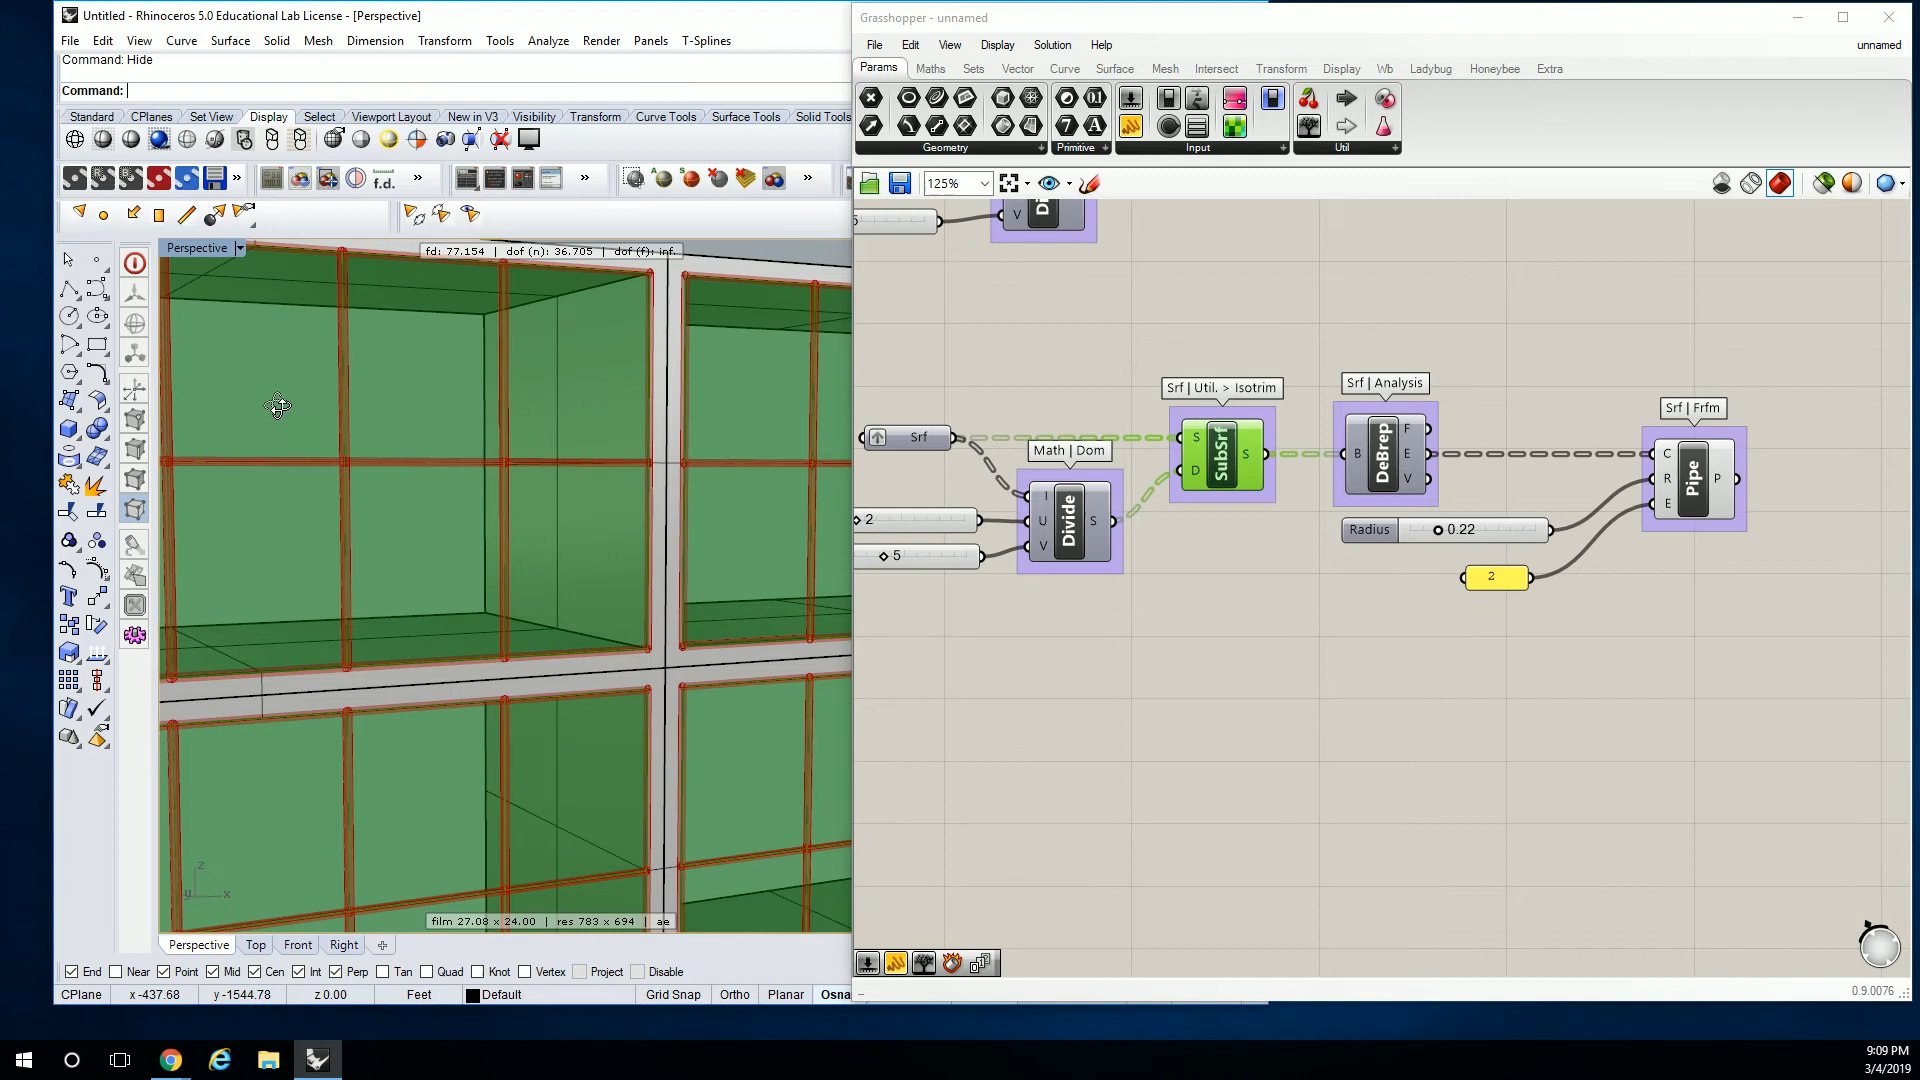 Untitled - Rhinoceros 5.0 Educational Lab License - [Perspective]
File Edit View Curve Surface Solid Mesh Dimension Transform Tools Analyze Render Panels T-Splines
Command: Hide
Command:
Standard CPlanes Set View Display Select Viewport Layout New in V3 Visibility Transform Curve Tools Surface Tools Solid Tools
f.d.
Perspective
fd: 77.154 | dof (n): 36.705 | dof (f): inf.
z
y x
film 27.08 x 24.00 | res 783 x 694 | ae
Perspective Top Front Right
End Near Point Mid Cen Int Perp Tan Quad Knot Vertex Project Disable
CPlane x -437.68 y -1544.78 z 0.00 Feet Default Grid Snap Ortho Planar Osna
Grasshopper - unnamed
File Edit View Display Solution Help
unnamed
Params Maths Sets Vector Curve Surface Mesh Intersect Transform Display Wb Ladybug Honeybee Extra
Geometry Primitive Input Util
125%
5 V Di
Srf | Util. > Isotrim
Srf | Analysis
Srf | Frfm
Srf
Math | Dom
S D SubSrf S
B DeBrep F E V
C R E Pipe P
I U V Divide S
2
5
Radius 0.22
2
0.9.0076
9:09 PM
3/4/2019